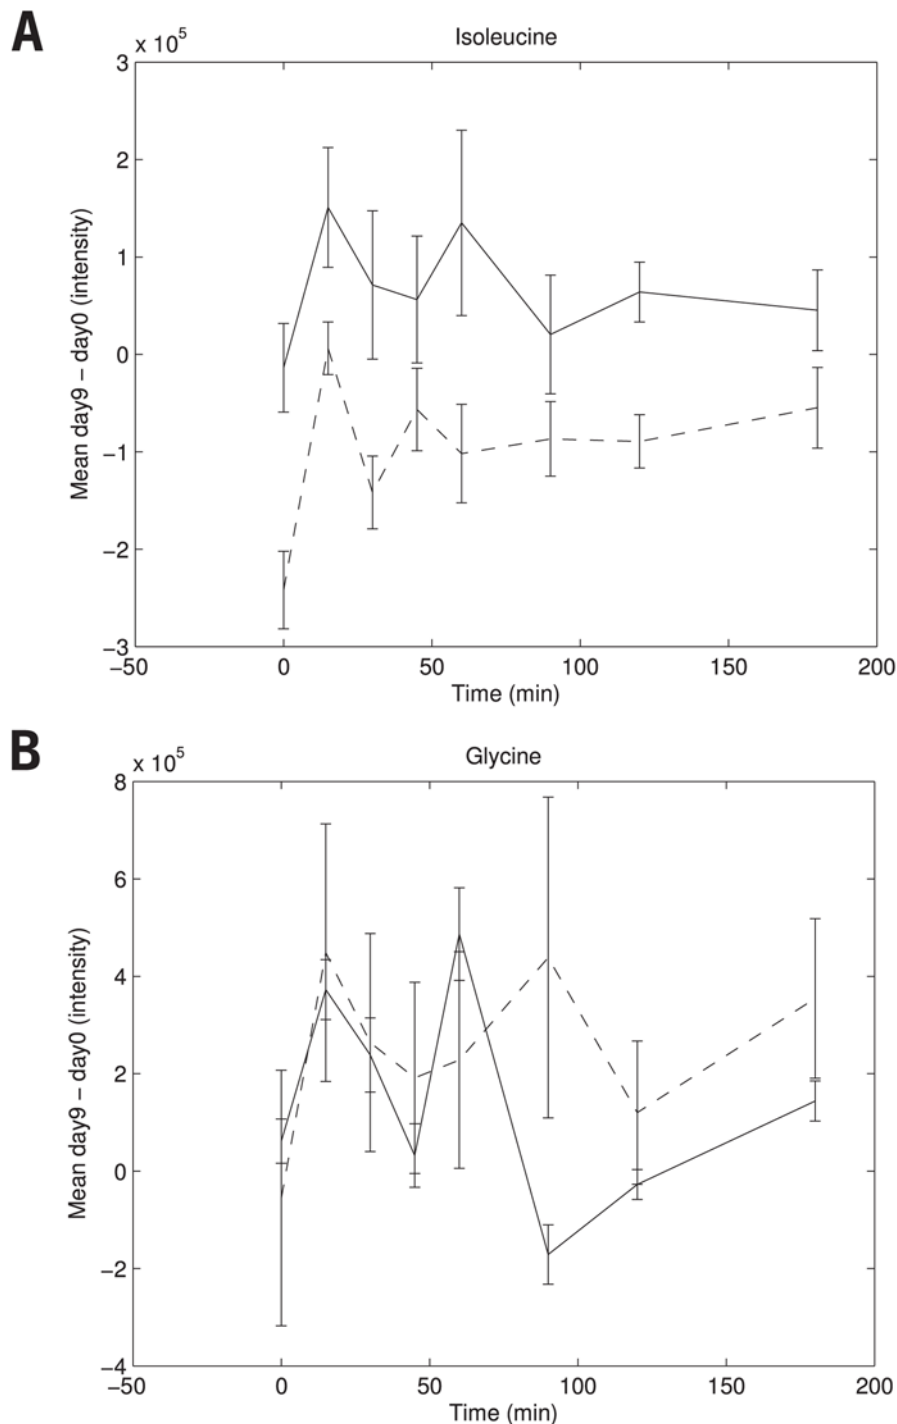 A
x 10^5
Isoleucine
3
2
1
0
−1
−2
−3
Mean day9 − day0 (intensity)
−50 0 50 100 150 200
Time (min)
B
x 10^5
Glycine
8
6
4
2
0
−2
−4
Mean day9 − day0 (intensity)
−50 0 50 100 150 200
Time (min)